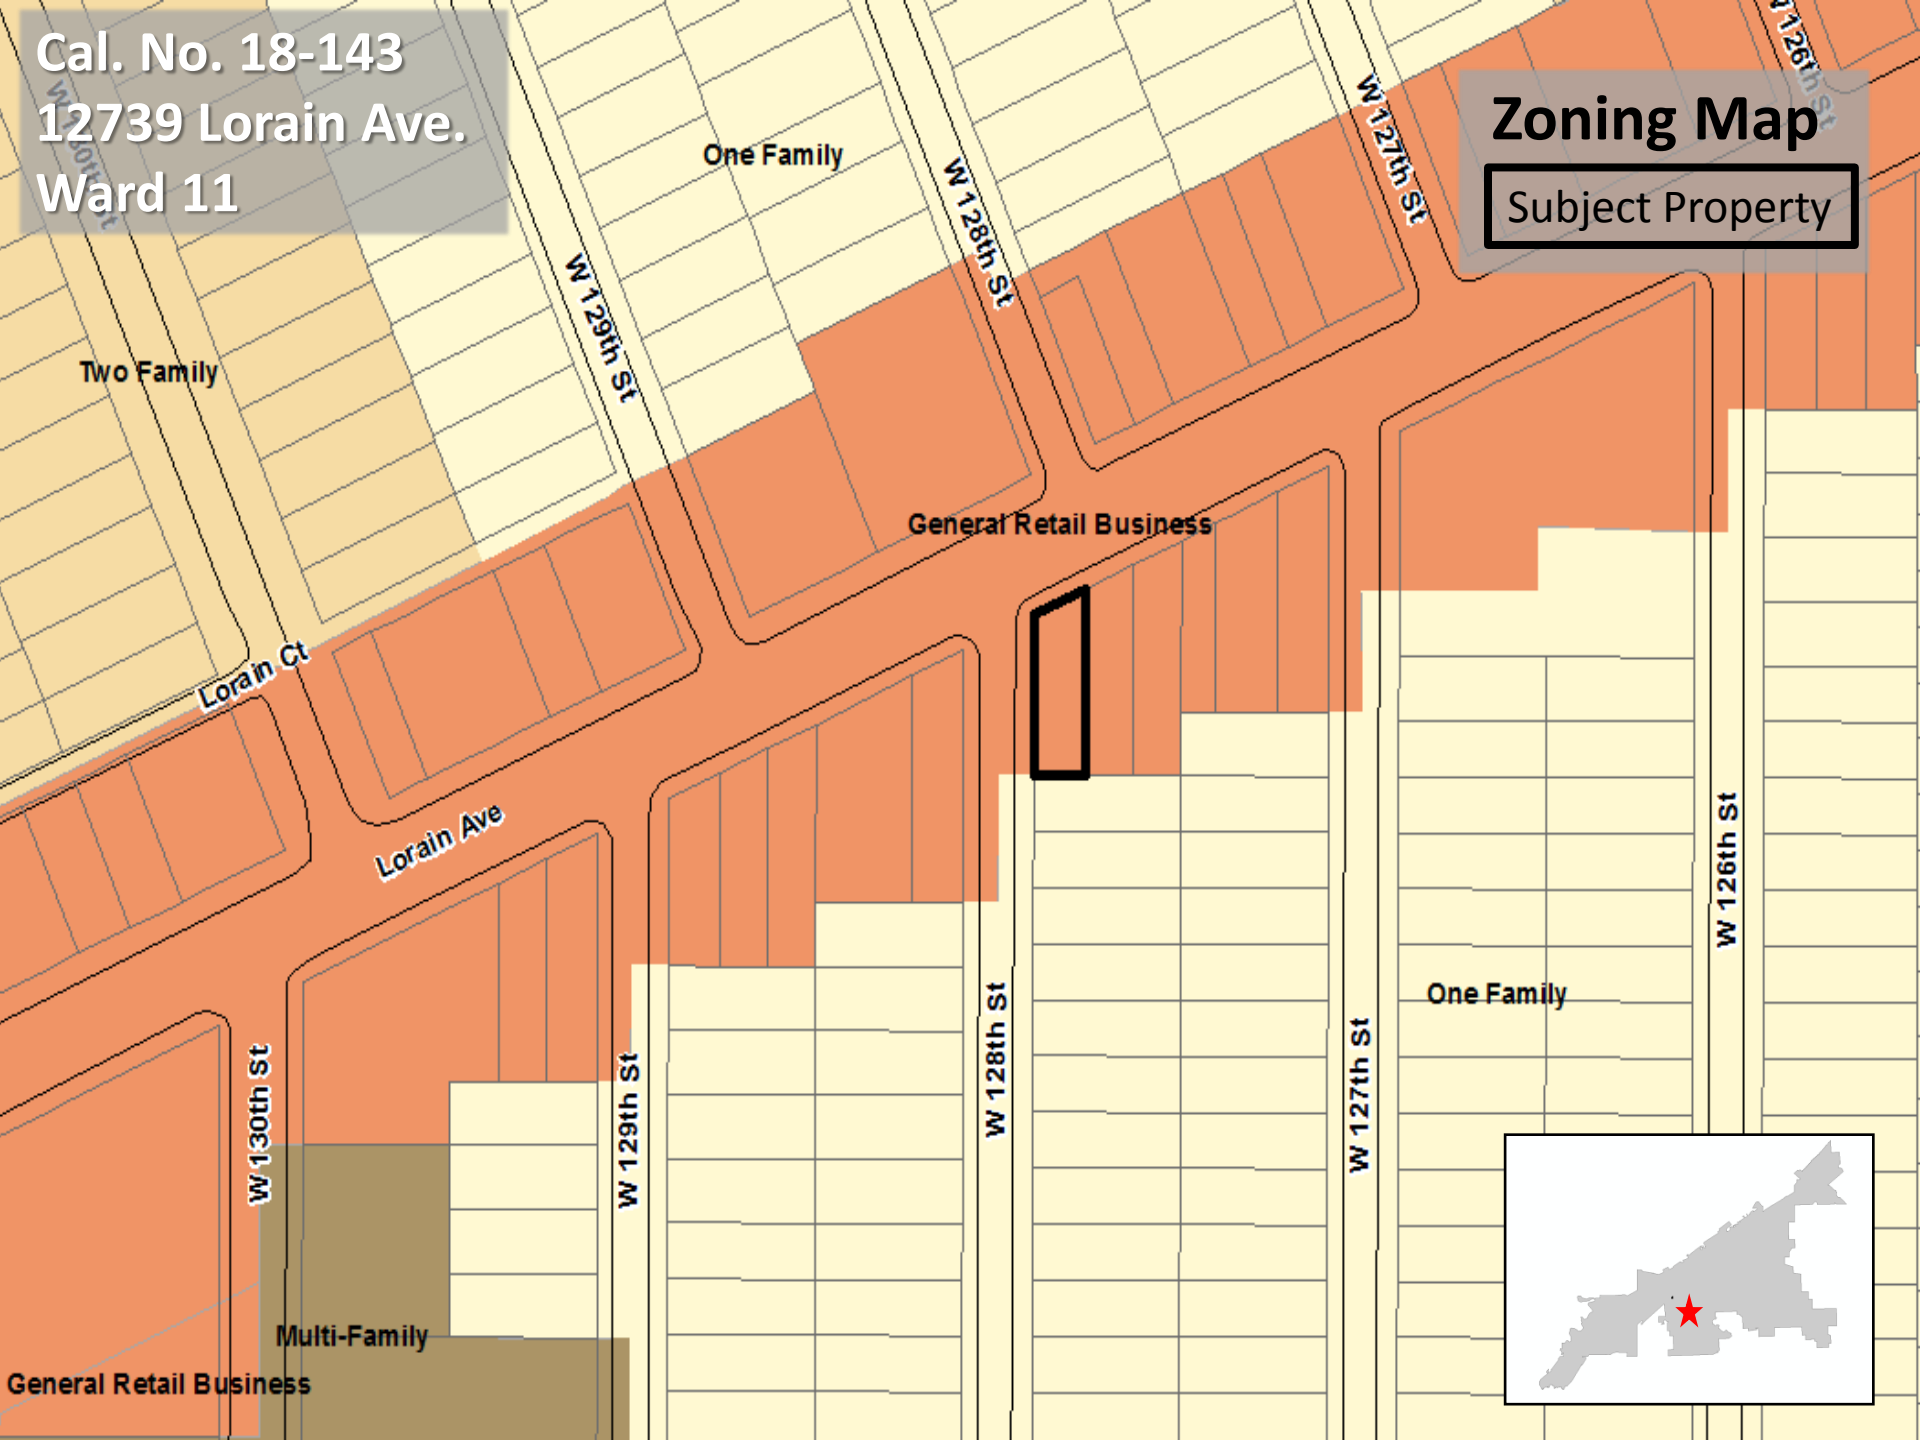 Cal. No. 18-143
12739 Lorain Ave.
Ward 11
Zoning Map
Subject Property
W 130th St
W 126th St
W 127th St
One Family
W 128th St
W 129th St
Two Family
General Retail Business
Lorain Ct
Lorain Ave
W 126th St
One Family
W 128th St
W 127th St
W 130th St
W 129th St
Multi-Family
General Retail Business